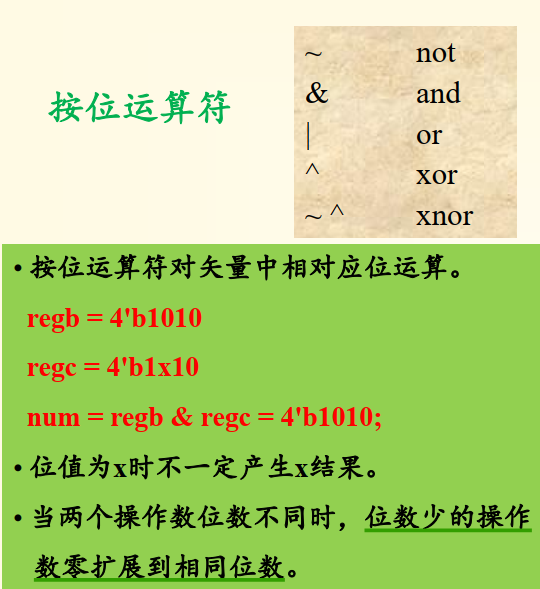 按位运算符
~ not
& and
| or
^ xor
~ ^ xnor
• 按位运算符对矢量中相对应位运算。
regb = 4'b1010
regc = 4'b1x10
num = regb & regc = 4'b1010;
• 位值为x时不一定产生x结果。
• 当两个操作数位数不同时，位数少的操作
数零扩展到相同位数。